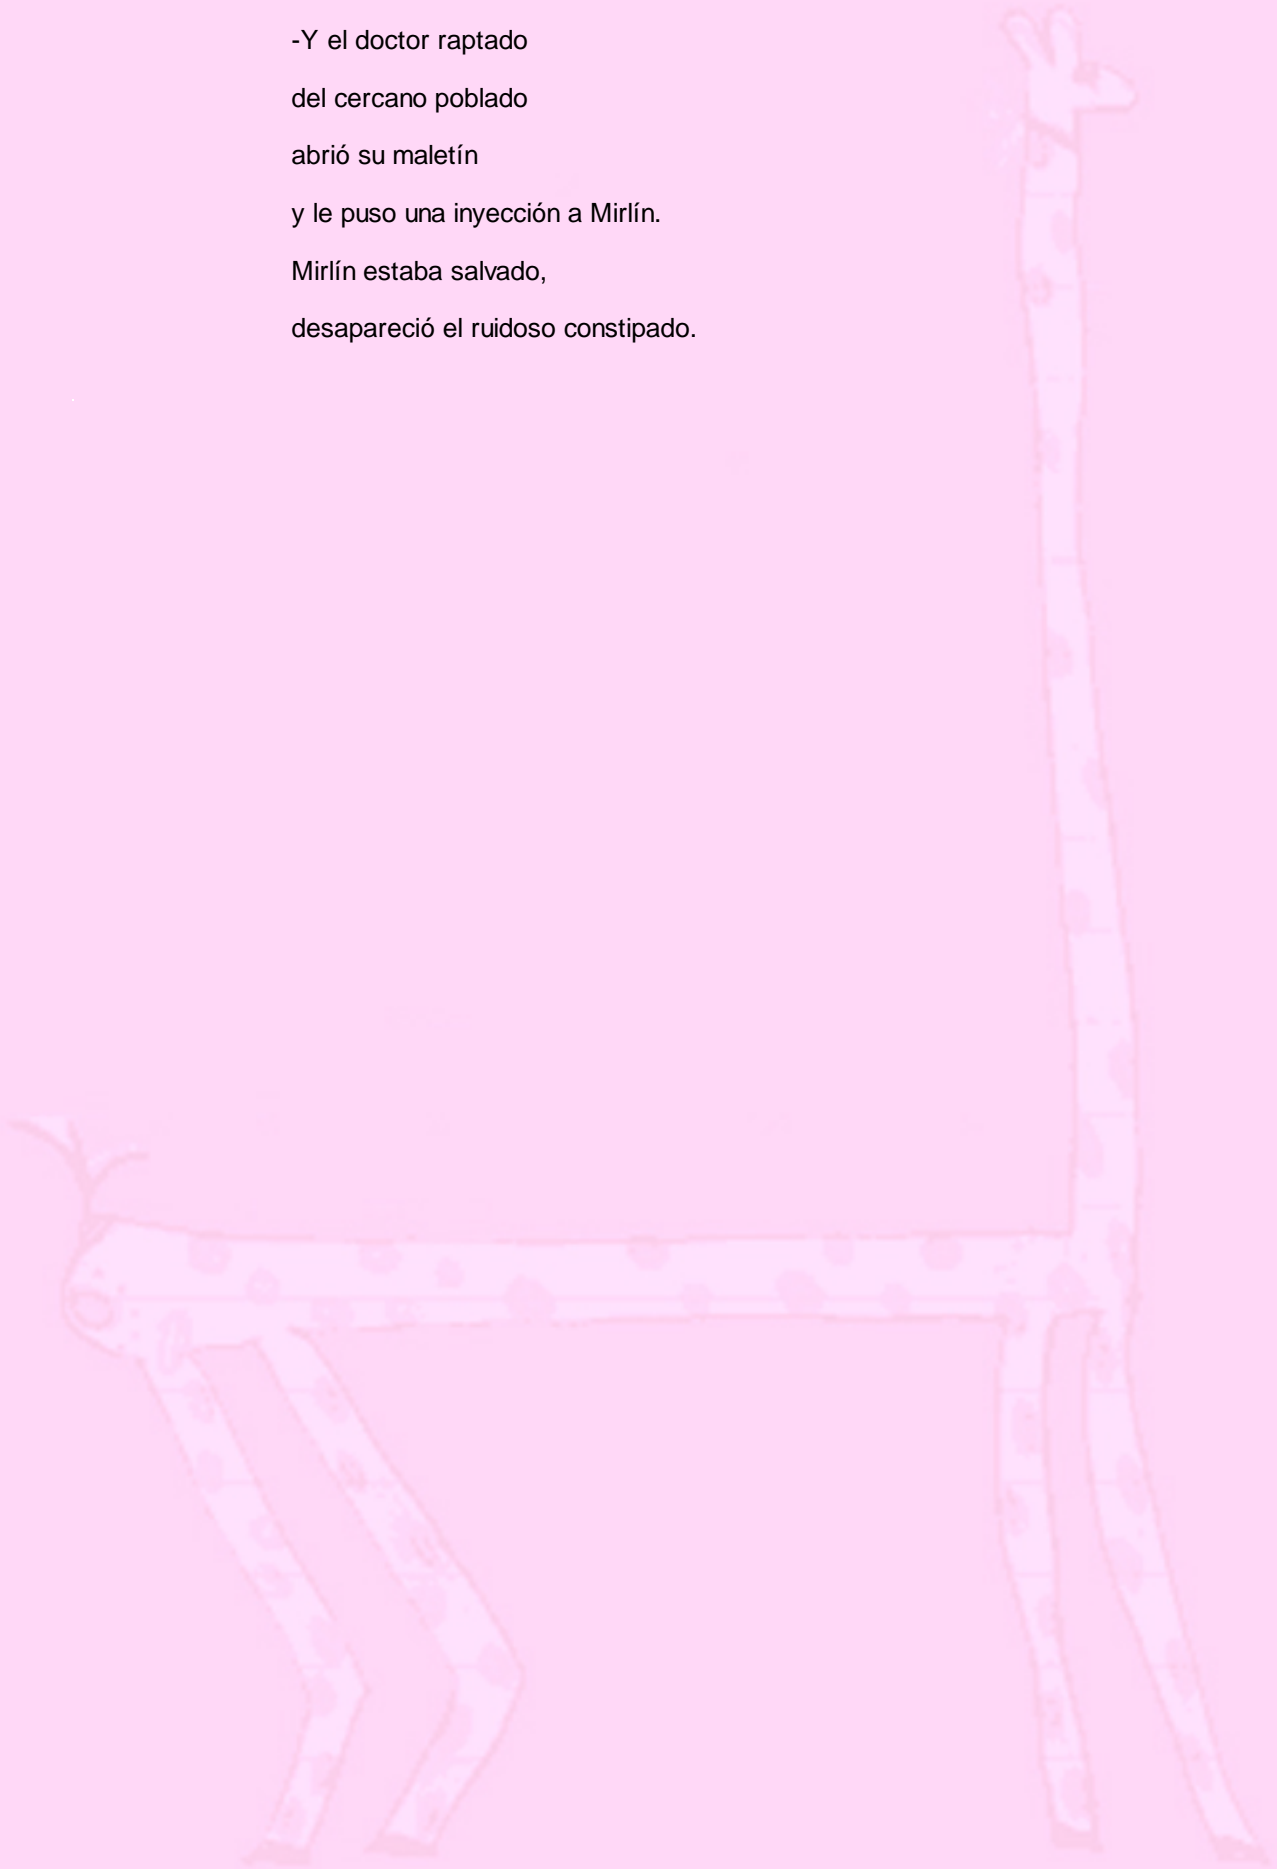 -Y el doctor raptado
del cercano poblado
abrió su maletín
y le puso una inyección a Mirlín.
Mirlín estaba salvado,
desapareció el ruidoso constipado.